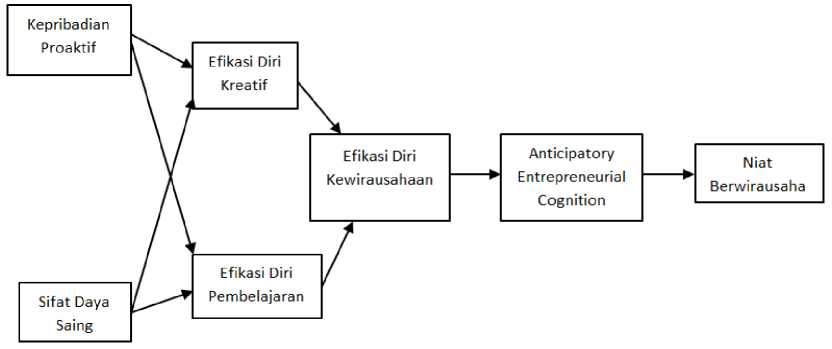 Kepribadian
Proaktif
Efikasi Diri
Kreatif
Efikasi Diri
Kewirausahaan
Anticipatory
Entrepreneurial
Cognition
Niat
Berwirausaha
Efikasi Diri
Pembelajaran
Sifat Daya
Saing